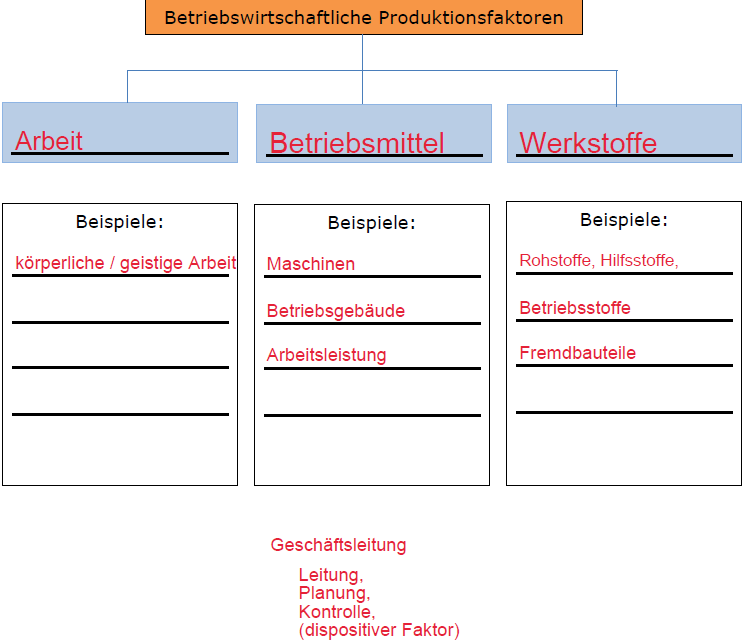 Betriebswirtschaftliche Produktionsfaktoren
Arbeit
Betriebsmittel
Werkstoffe
Beispiele:
körperliche / geistige Arbeit
Beispiele:
Maschinen
Betriebsgebäude
Arbeitsleistung
Beispiele:
Rohstoffe, Hilfsstoffe,
Betriebsstoffe
Fremdbauteile
Geschäftsleitung
Leitung,
Planung,
Kontrolle,
(dispositiver Faktor)